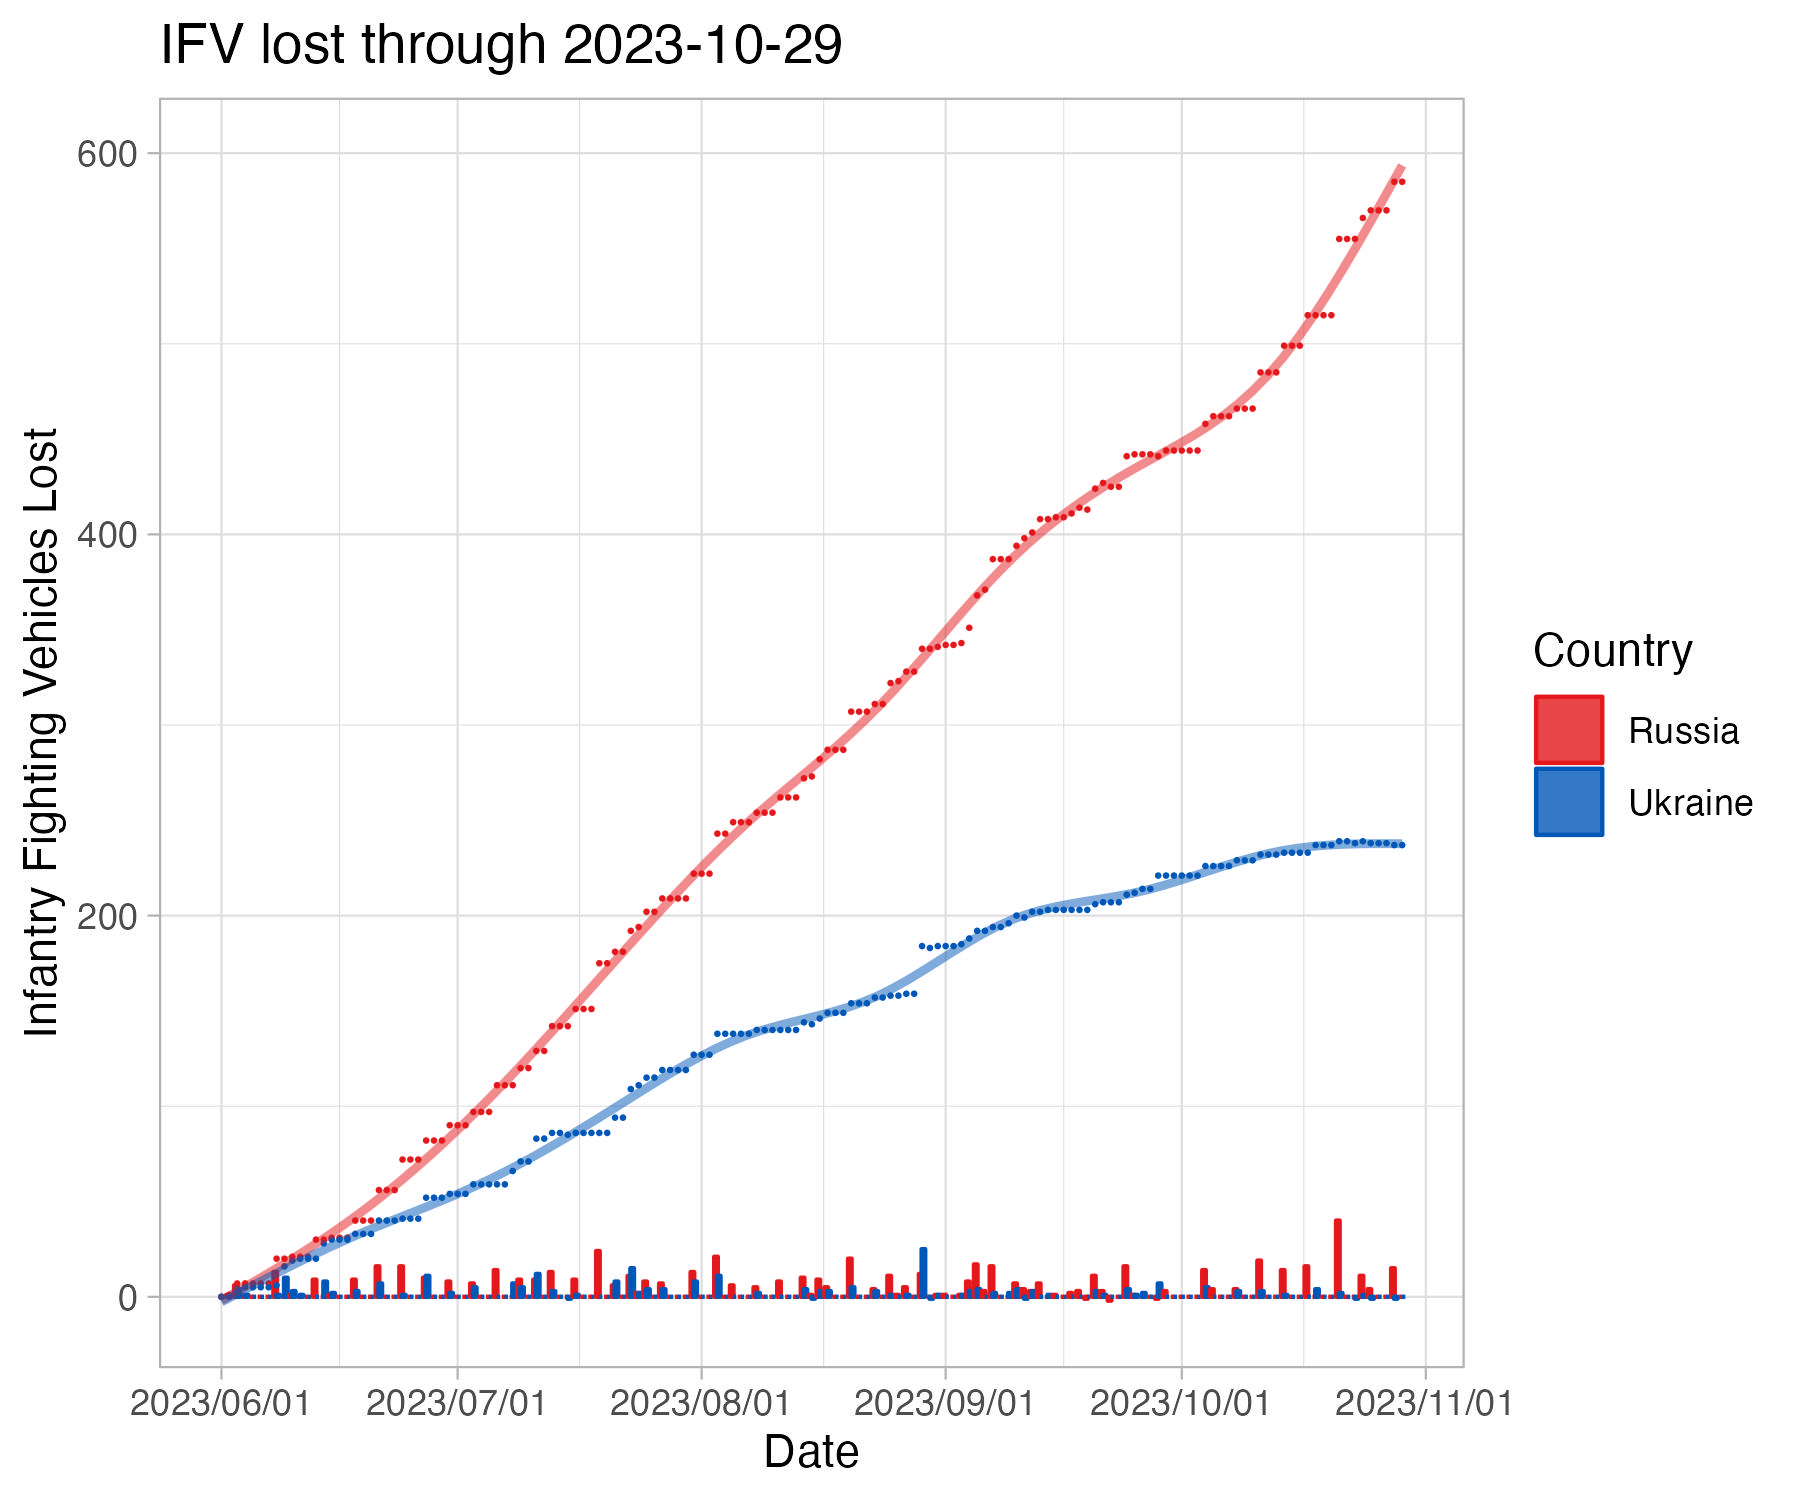 IFV lost through 2023-10-29
Infantry Fighting Vehicles Lost
600
400
200
0
2023/06/01 2023/07/01 2023/08/01 2023/09/01 2023/10/01 2023/11/01
Date
Country
Russia
Ukraine